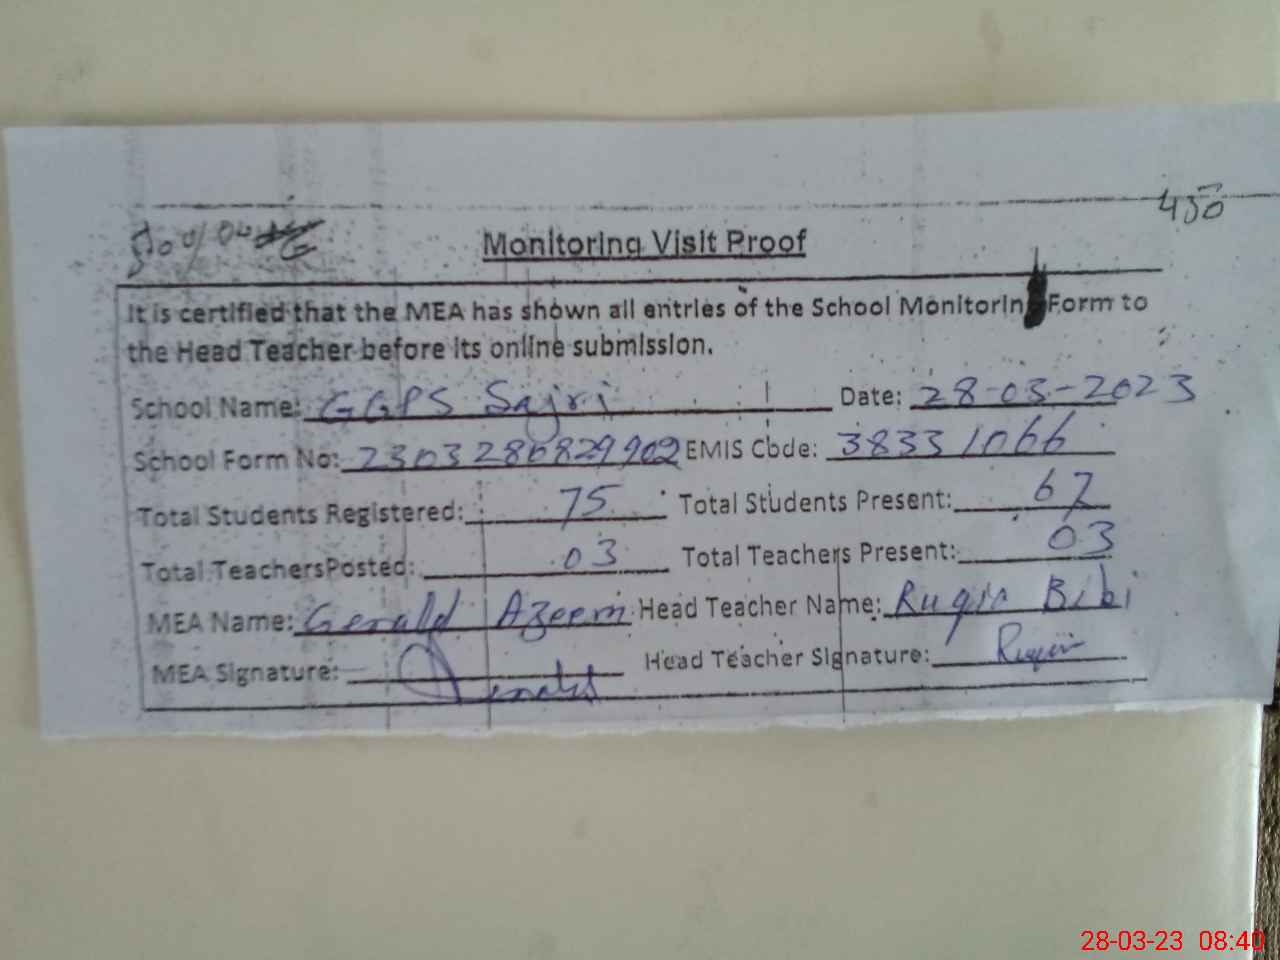 450
Monitoring Visit Proof
It is certified that the MEA has shown all entries of the School Monitoring Form to
the Head Teacher before its online submission.
School Name: GGPS Sajri Date: 28-03-2023
School Form No: 2303286829902 EMIS Code: 38331066
Total Students Registered: 75 Total Students Present: 67
Total TeachersPosted: 03 Total Teachers Present: 03
MEA Name: Gerald Azeem Head Teacher Name: Ruqia Bibi
MEA Signature: Gerald Head Teacher Signature: Ruqia
28-03-23 08:40